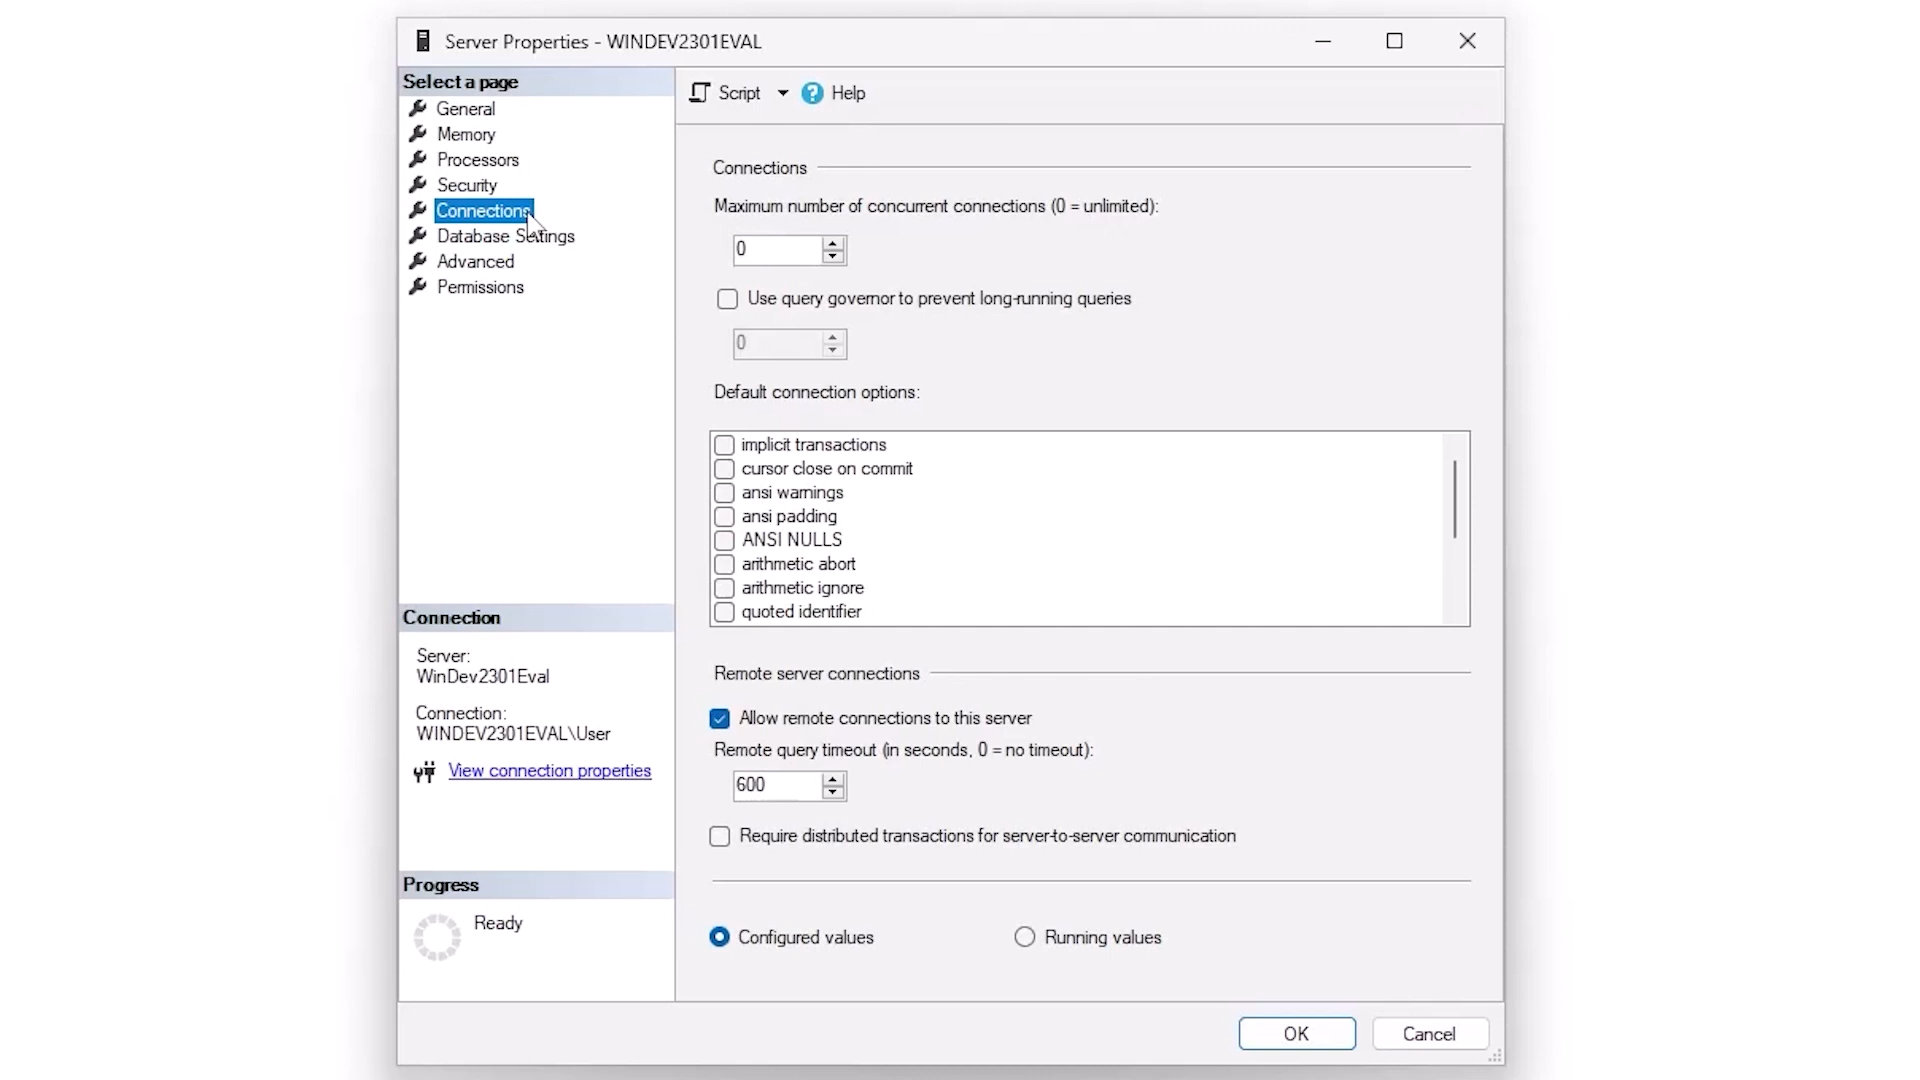 Server Properties - WINDEV2301EVAL
Select a page
General
Memory
Processors
Security
Connections
Database Settings
Advanced
Permissions
Connection
Server:
WinDev2301Eval
Connection:
WINDEV2301EVAL\User
View connection properties
Progress
Ready
Script
? Help
Connections
Maximum number of concurrent connections (0 = unlimited):
0
Use query governor to prevent long-running queries
0
Default connection options:
implicit transactions
cursor close on commit
ansi warnings
ansi padding
ANSI NULLS
arithmetic abort
arithmetic ignore
quoted identifier
Remote server connections
Allow remote connections to this server
Remote query timeout (in seconds, 0 = no timeout):
600
Require distributed transactions for server-to-server communication
Configured values
Running values
OK
Cancel